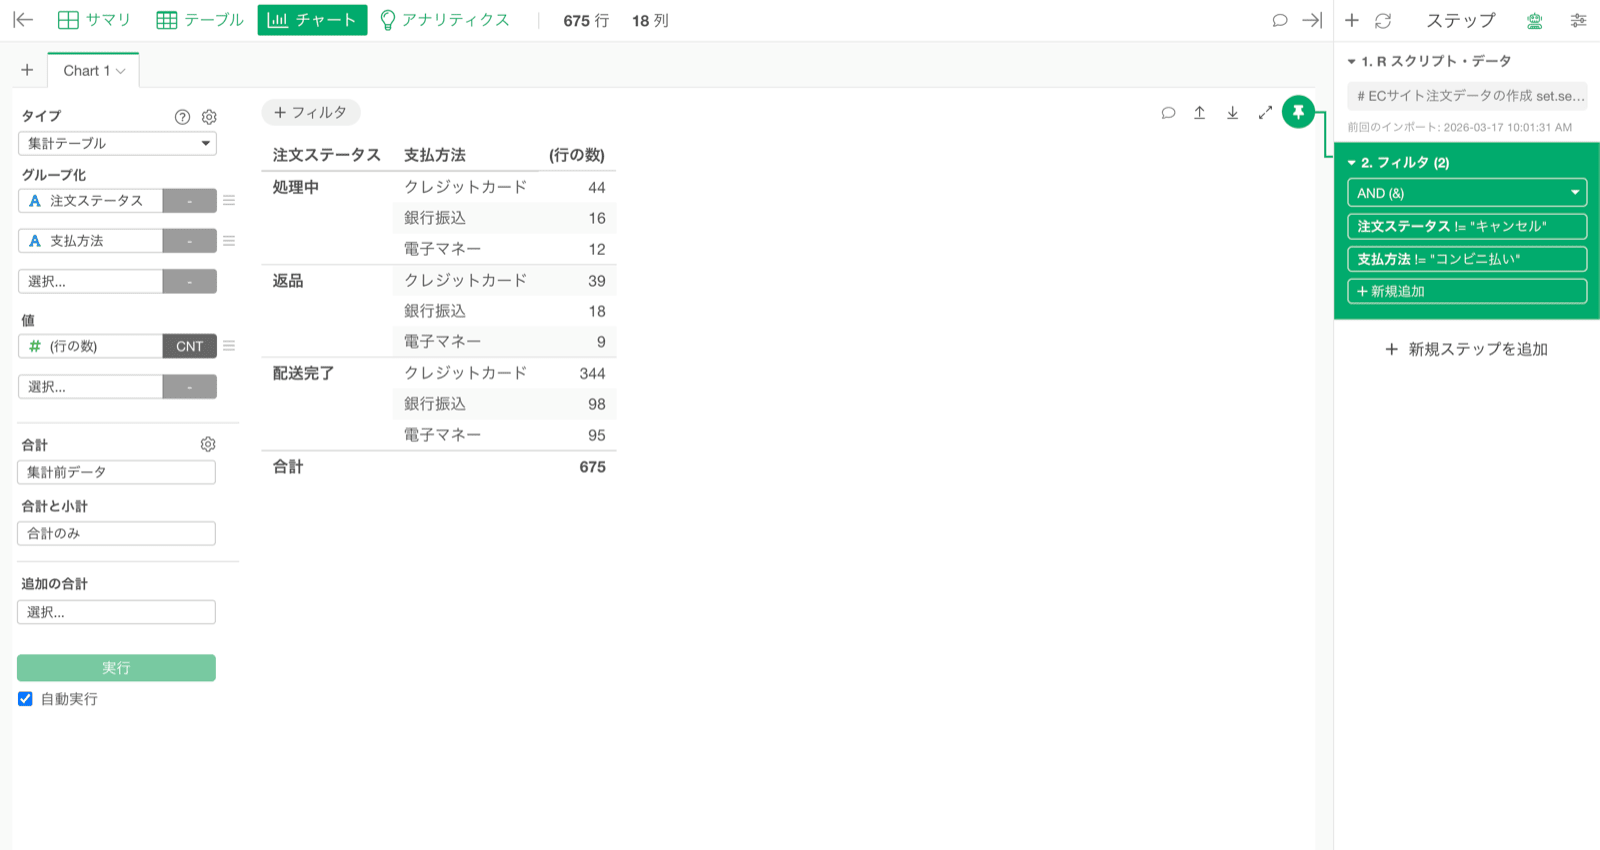 サマリ テーブル チャート アナリティクス 675 行 18 列
ステップ
Chart 1
タイプ
集計テーブル
グループ化
注文ステータス -
支払方法 -
選択... -
値
(行の数) CNT
選択... -
合計
集計前データ
合計と小計
合計のみ
追加の合計
選択...
実行
自動実行
+ フィルタ
注文ステータス 支払方法 (行の数)
処理中 クレジットカード 44
銀行振込 16
電子マネー 12
返品 クレジットカード 39
銀行振込 18
電子マネー 9
配送完了 クレジットカード 344
銀行振込 98
電子マネー 95
合計 675
1. R スクリプト・データ
# ECサイト注文データの作成 set.se...
前回のインポート: 2026-03-17 10:01:31 AM
2. フィルタ (2)
AND (&)
注文ステータス != "キャンセル"
支払方法 != "コンビニ払い"
+ 新規追加
+ 新規ステップを追加